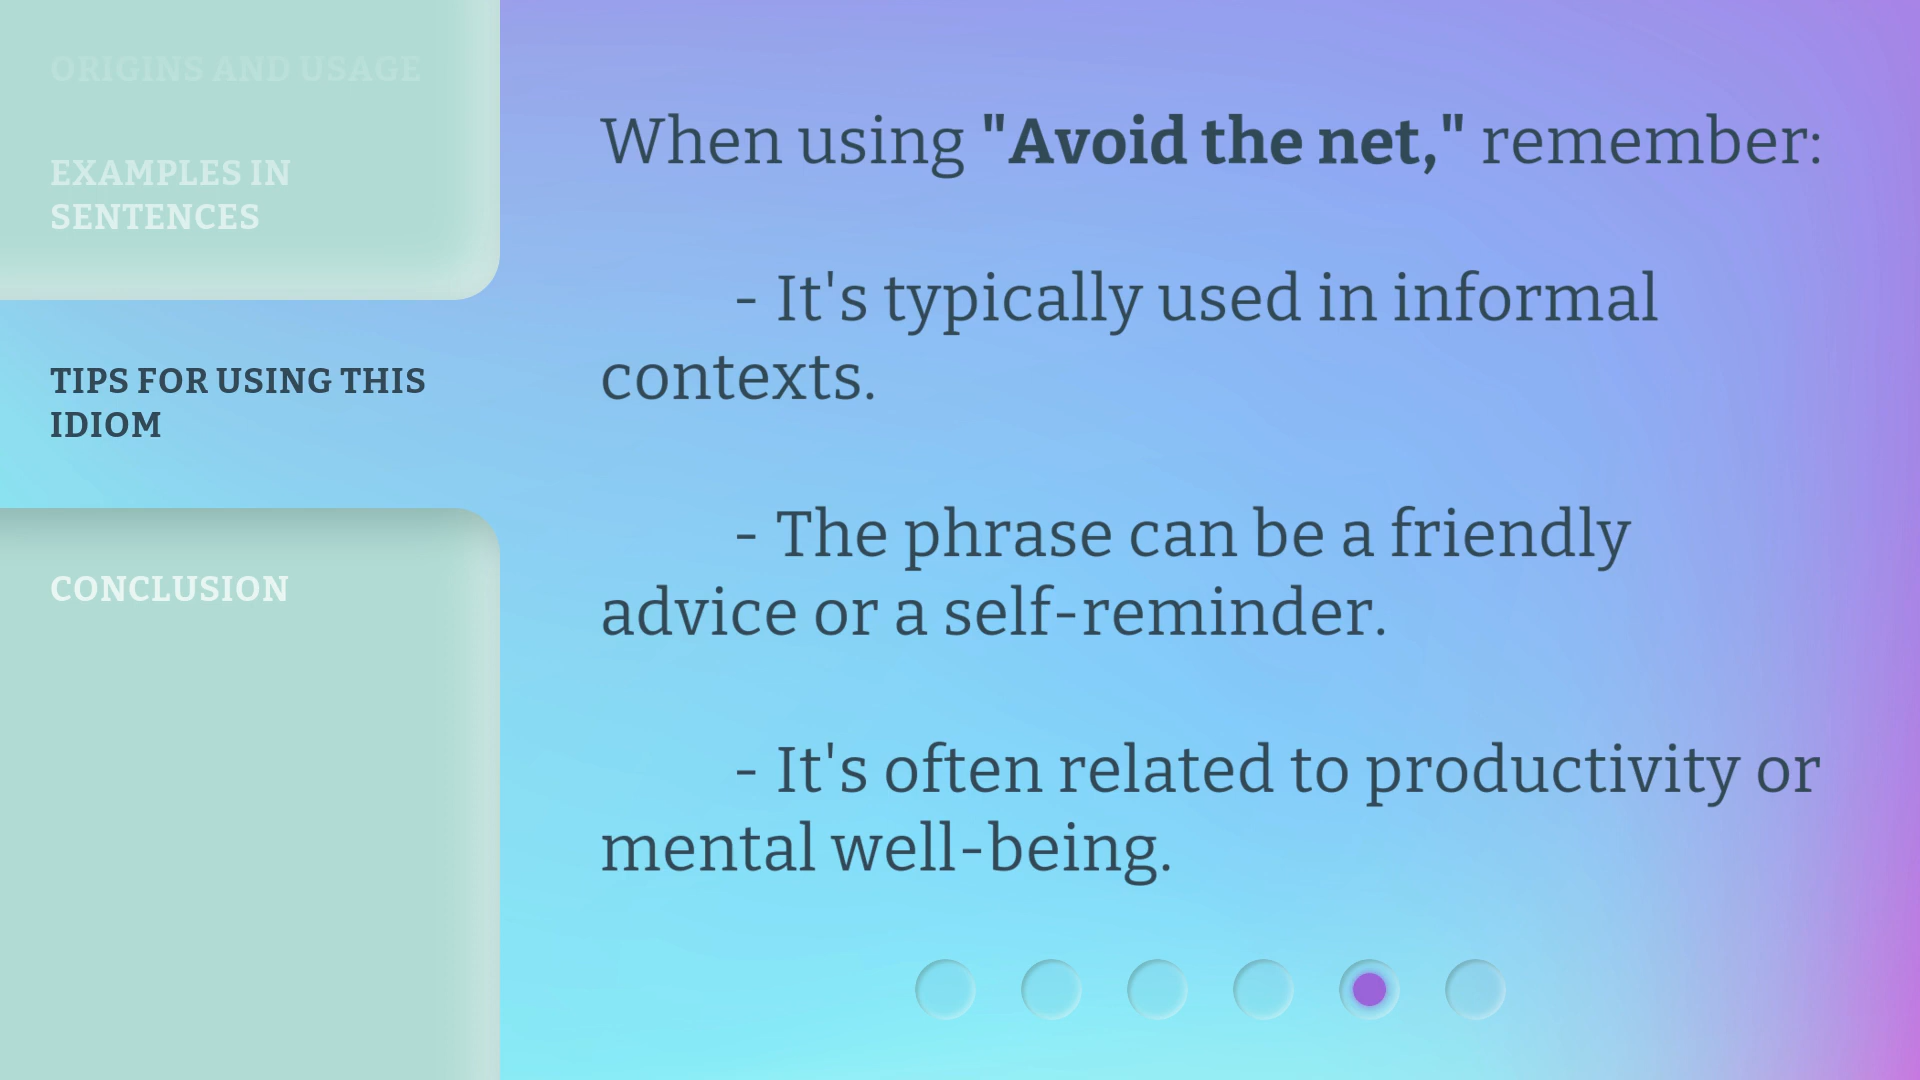 ORIGINS AND USAGE
EXAMPLES IN
SENTENCES
TIPS FOR USING THIS
IDIOM
CONCLUSION
When using "Avoid the net," remember:
- It's typically used in informal
contexts.
- The phrase can be a friendly
advice or a self-reminder.
- It's often related to productivity or
mental well-being.